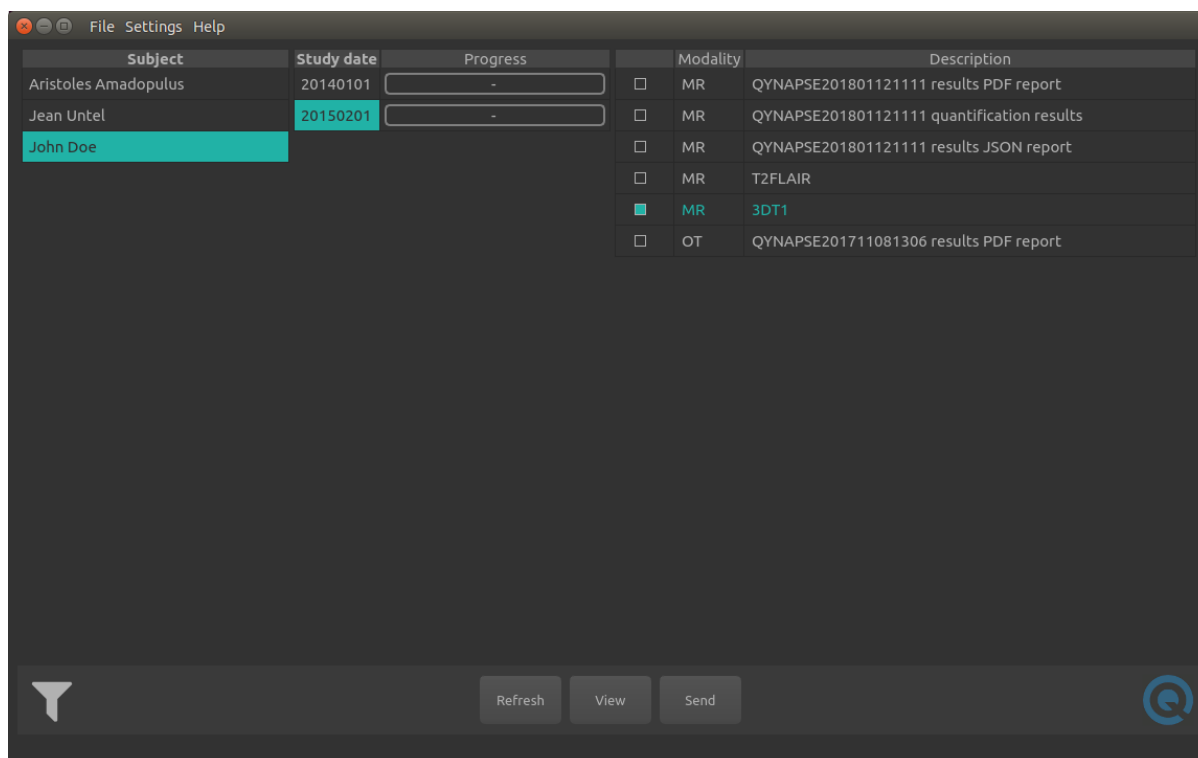 File Settings Help
Subject Study date Progress Modality Description
Aristoles Amadopulus 20140101 - MR QYNAPSE201801121111 results PDF report
Jean Untel 20150201 - MR QYNAPSE201801121111 quantification results
John Doe MR QYNAPSE201801121111 results JSON report
MR T2FLAIR
MR 3DT1
OT QYNAPSE201711081306 results PDF report
Refresh View Send